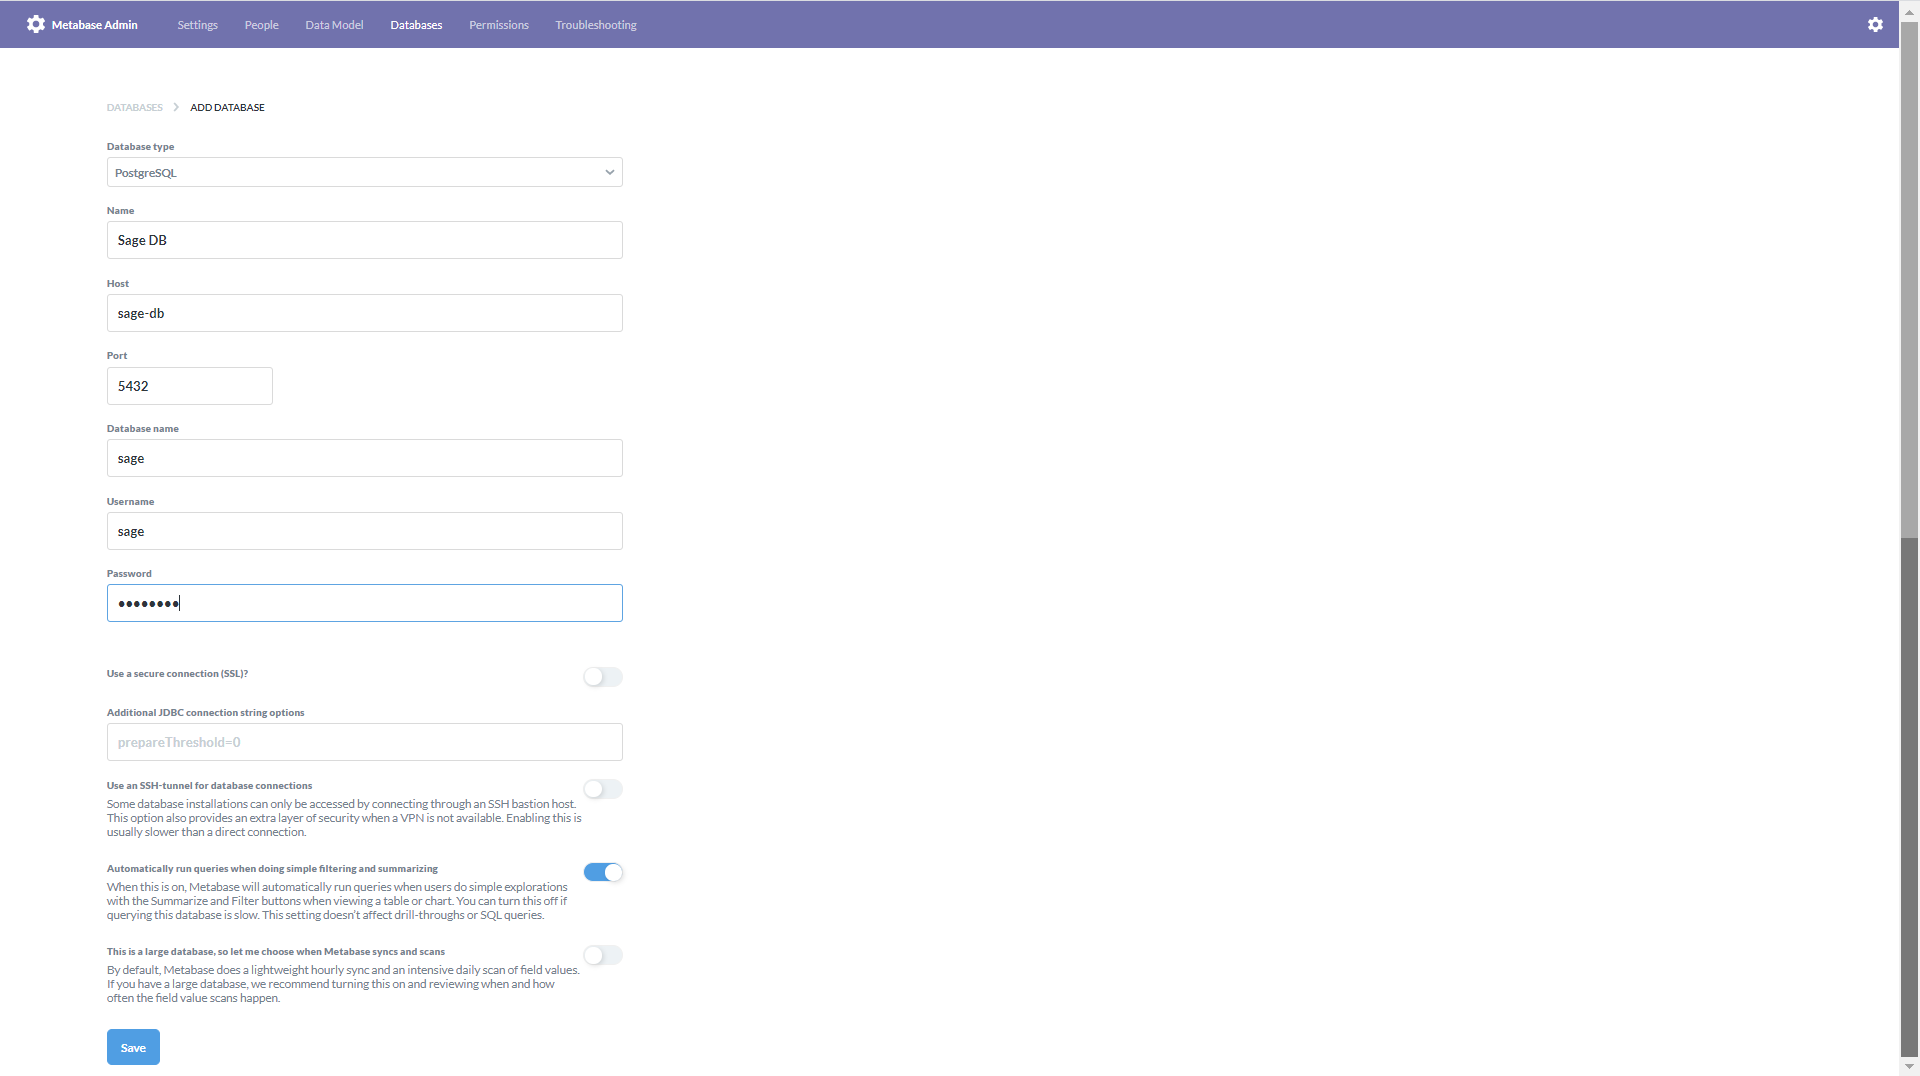 Metabase Admin Settings People Data Model Databases Permissions Troubleshooting
DATABASES > ADD DATABASE
Database type
PostgreSQL
Name
Sage DB
Host
sage-db
Port
5432
Database name
sage
Username
sage
Password
••••••••
Use a secure connection (SSL)?
Additional JDBC connection string options
prepareThreshold=0
Use an SSH-tunnel for database connections
Some database installations can only be accessed by connecting through an SSH bastion host.
This option also provides an extra layer of security when a VPN is not available. Enabling this is
usually slower than a direct connection.
Automatically run queries when doing simple filtering and summarizing
When this is on, Metabase will automatically run queries when users do simple explorations
with the Summarize and Filter buttons when viewing a table or chart. You can turn this off if
querying this database is slow. This setting doesn't affect drill-throughs or SQL queries.
This is a large database, so let me choose when Metabase syncs and scans
By default, Metabase does a lightweight hourly sync and an intensive daily scan of field values.
If you have a large database, we recommend turning this on and reviewing when and how
often the field value scans happen.
Save